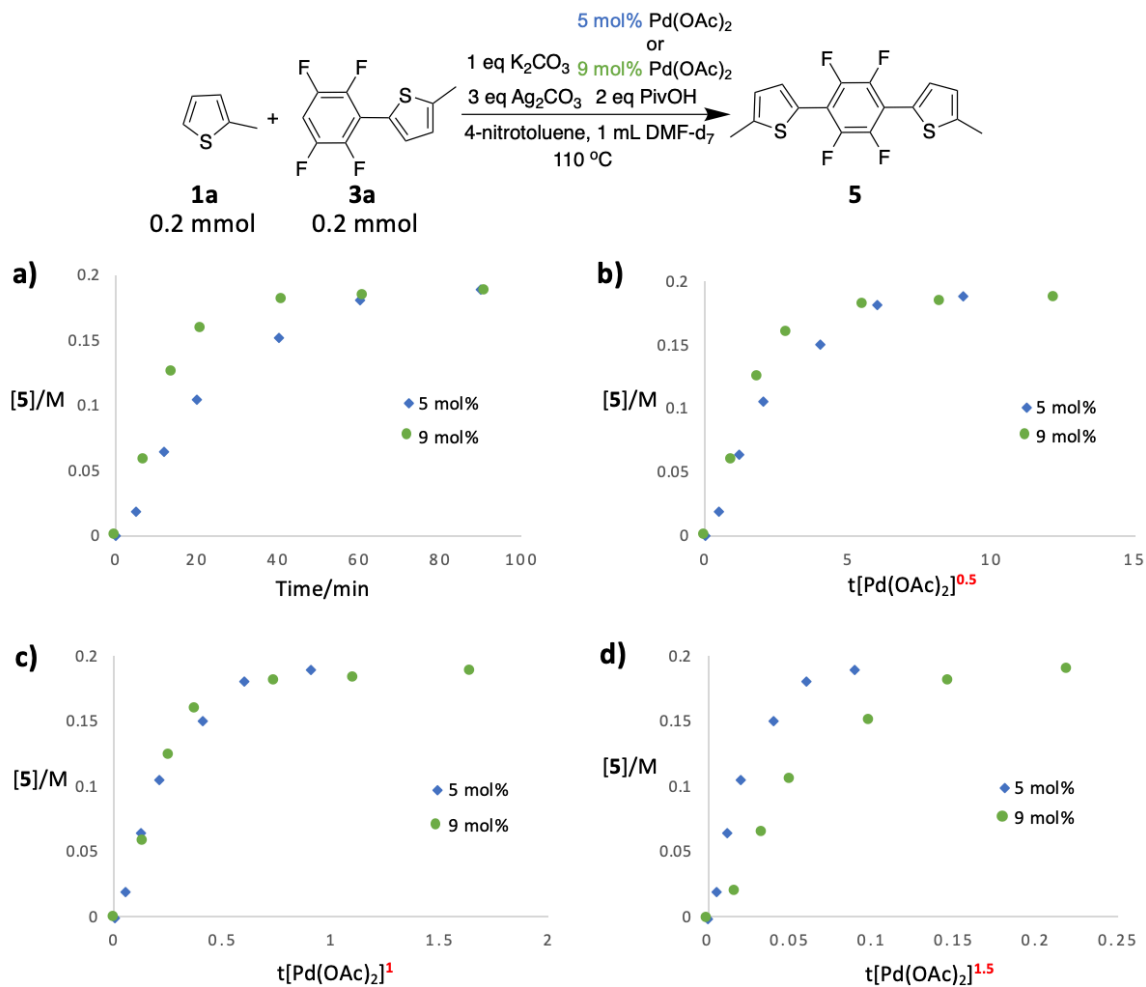 5 mol% Pd(OAc)2
or
1 eq K2CO3 9 mol% Pd(OAc)2
3 eq Ag2CO3 2 eq PivOH
4-nitrotoluene, 1 mL DMF-d7
110 ºC
S
+
F F
S
F F
F F
S
S
F F
1a 3a 5
0.2 mmol 0.2 mmol
a)
[5]/M
0.2
0.15
0.1
0.05
0
0 20 40 60 80 100
Time/min
5 mol%
9 mol%
b)
[5]/M
0.2
0.15
0.1
0.05
0
0 5 10 15
t[Pd(OAc)2]0.5
5 mol%
9 mol%
c)
[5]/M
0.2
0.15
0.1
0.05
0
0 0.5 1 1.5 2
t[Pd(OAc)2]1
5 mol%
9 mol%
d)
[5]/M
0.2
0.15
0.1
0.05
0
0 0.05 0.1 0.15 0.2 0.25
t[Pd(OAc)2]1.5
5 mol%
9 mol%